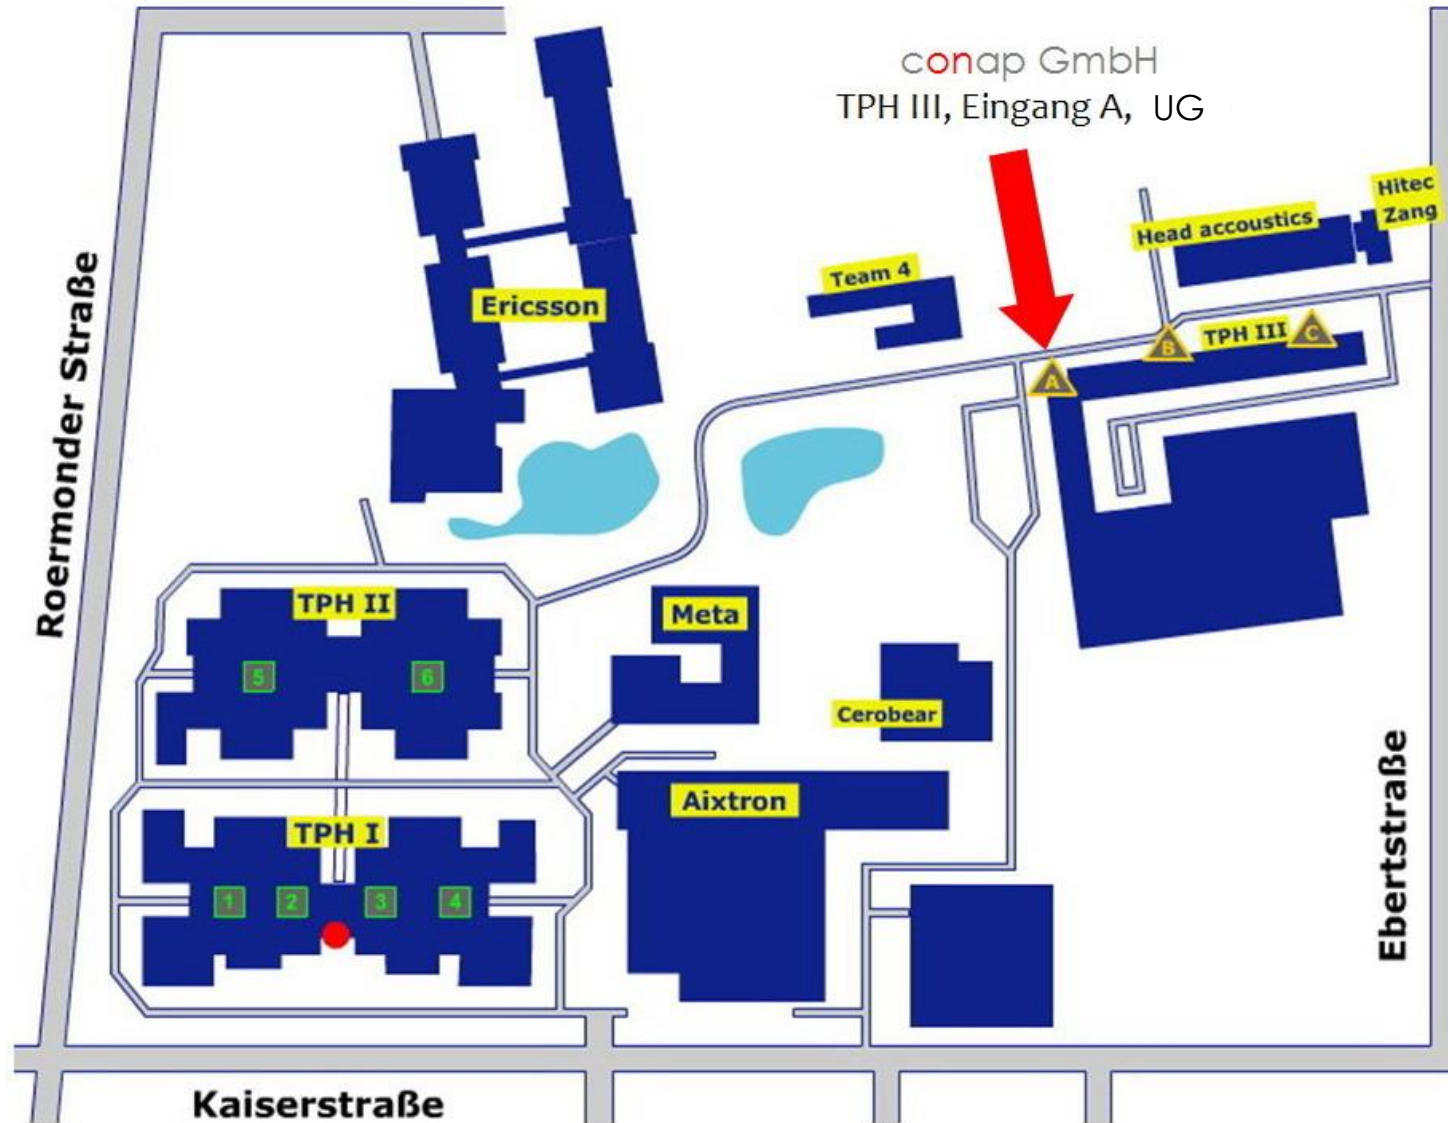 conap GmbH
TPH III, Eingang A, UG
Hitec
Zang
Head accoustics
Team 4
Ericsson
TPH III
A
B
C
Roermonder Straße
TPH II
5
6
Meta
Cerobear
Aixtron
TPH I
1
2
3
4
Ebertstraße
Kaiserstraße